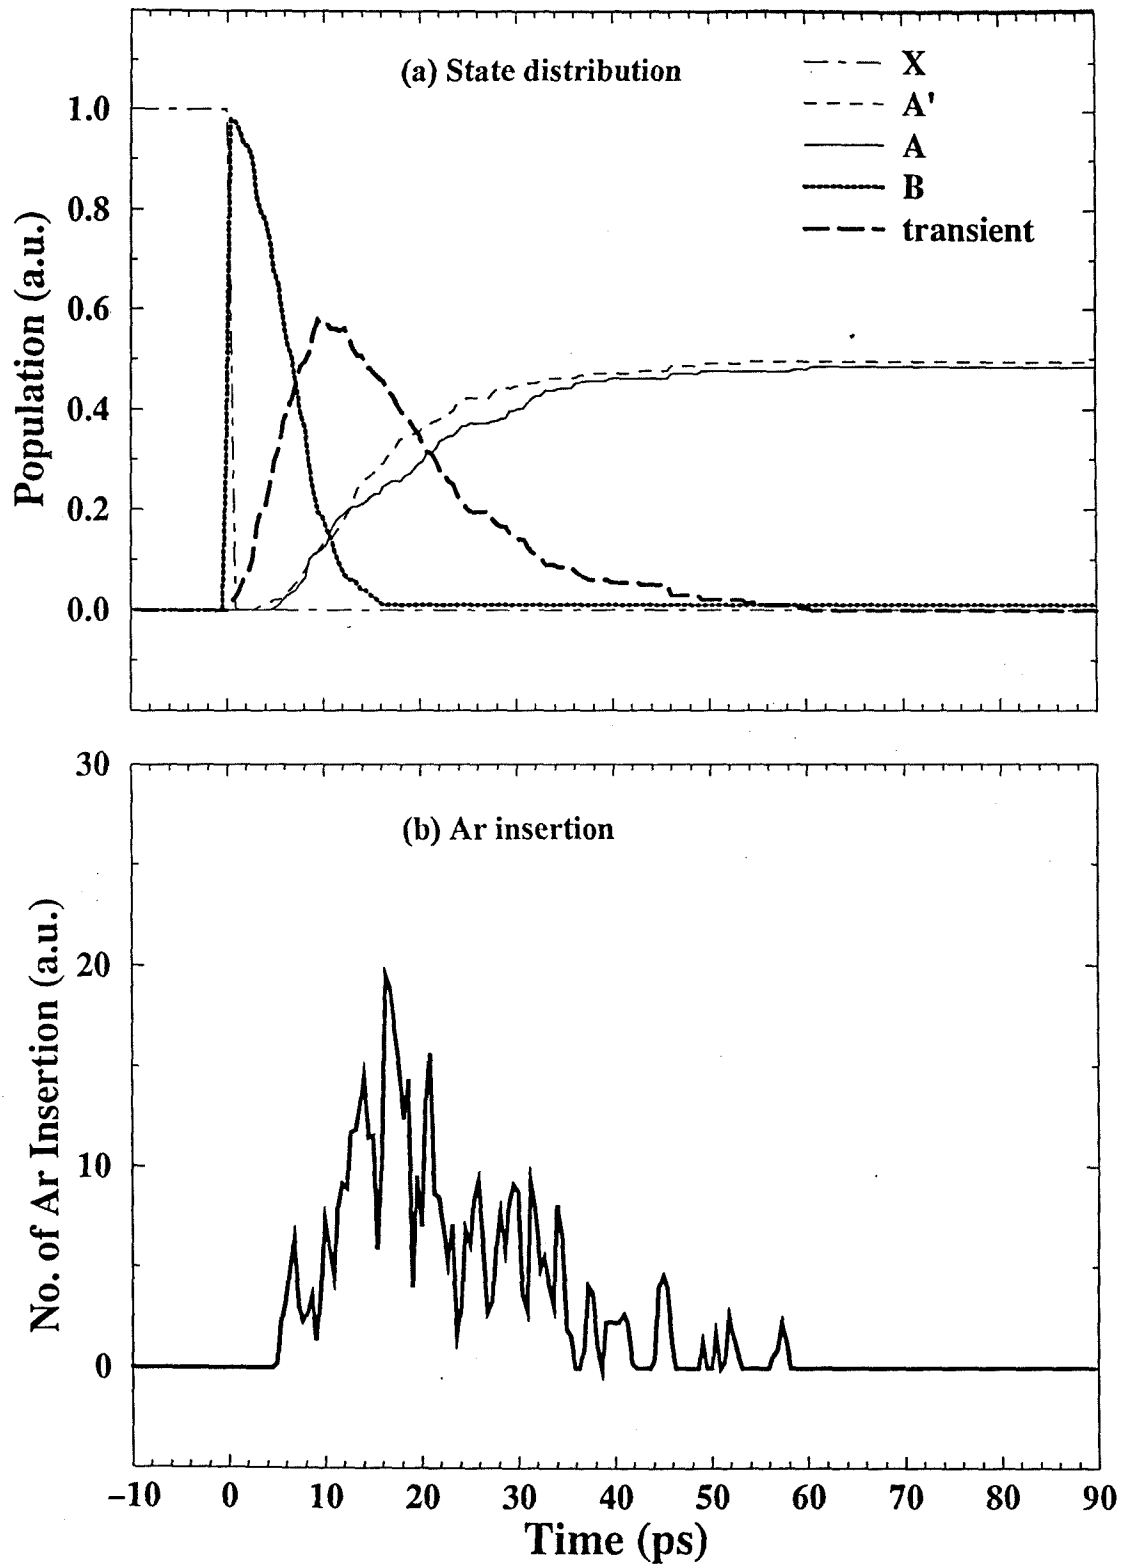 (a) State distribution
X
A'
A
B
transient
1.0
0.8
0.6
0.4
0.2
0.0
Population (a.u.)
30
20
10
0
(b) Ar insertion
No. of Ar Insertion (a.u.)
−10 0 10 20 30 40 50 60 70 80 90
Time (ps)